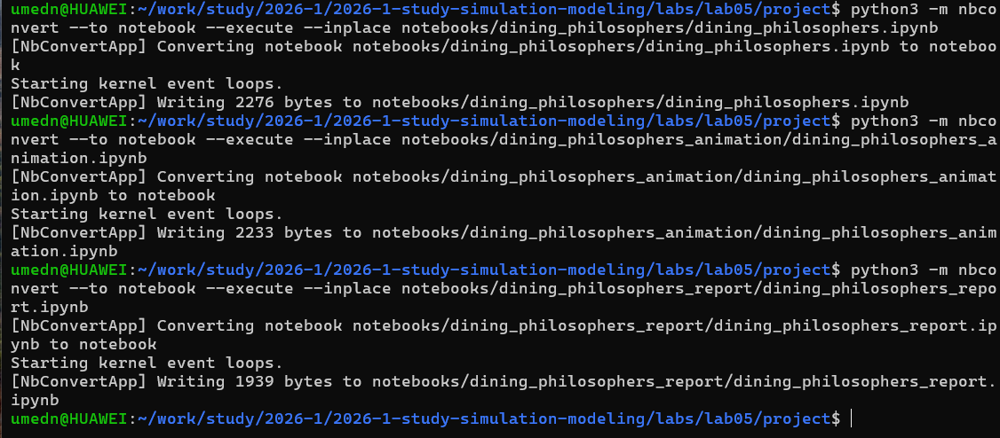 umedn@HUAWEI:~/work/study/2026-1/2026-1-study-simulation-modeling/labs/lab05/project$ python3 -m nbco
nvert --to notebook --execute --inplace notebooks/dining_philosophers/dining_philosophers.ipynb
[NbConvertApp] Converting notebook notebooks/dining_philosophers/dining_philosophers.ipynb to noteboo
k
Starting kernel event loops.
[NbConvertApp] Writing 2276 bytes to notebooks/dining_philosophers/dining_philosophers.ipynb
umedn@HUAWEI:~/work/study/2026-1/2026-1-study-simulation-modeling/labs/lab05/project$ python3 -m nbco
nvert --to notebook --execute --inplace notebooks/dining_philosophers_animation/dining_philosophers_a
nimation.ipynb
[NbConvertApp] Converting notebook notebooks/dining_philosophers_animation/dining_philosophers_animat
ion.ipynb to notebook
Starting kernel event loops.
[NbConvertApp] Writing 2233 bytes to notebooks/dining_philosophers_animation/dining_philosophers_anim
ation.ipynb
umedn@HUAWEI:~/work/study/2026-1/2026-1-study-simulation-modeling/labs/lab05/project$ python3 -m nbco
nvert --to notebook --execute --inplace notebooks/dining_philosophers_report/dining_philosophers_repo
rt.ipynb
[NbConvertApp] Converting notebook notebooks/dining_philosophers_report/dining_philosophers_report.ip
ynb to notebook
Starting kernel event loops.
[NbConvertApp] Writing 1939 bytes to notebooks/dining_philosophers_report/dining_philosophers_report.
ipynb
umedn@HUAWEI:~/work/study/2026-1/2026-1-study-simulation-modeling/labs/lab05/project$